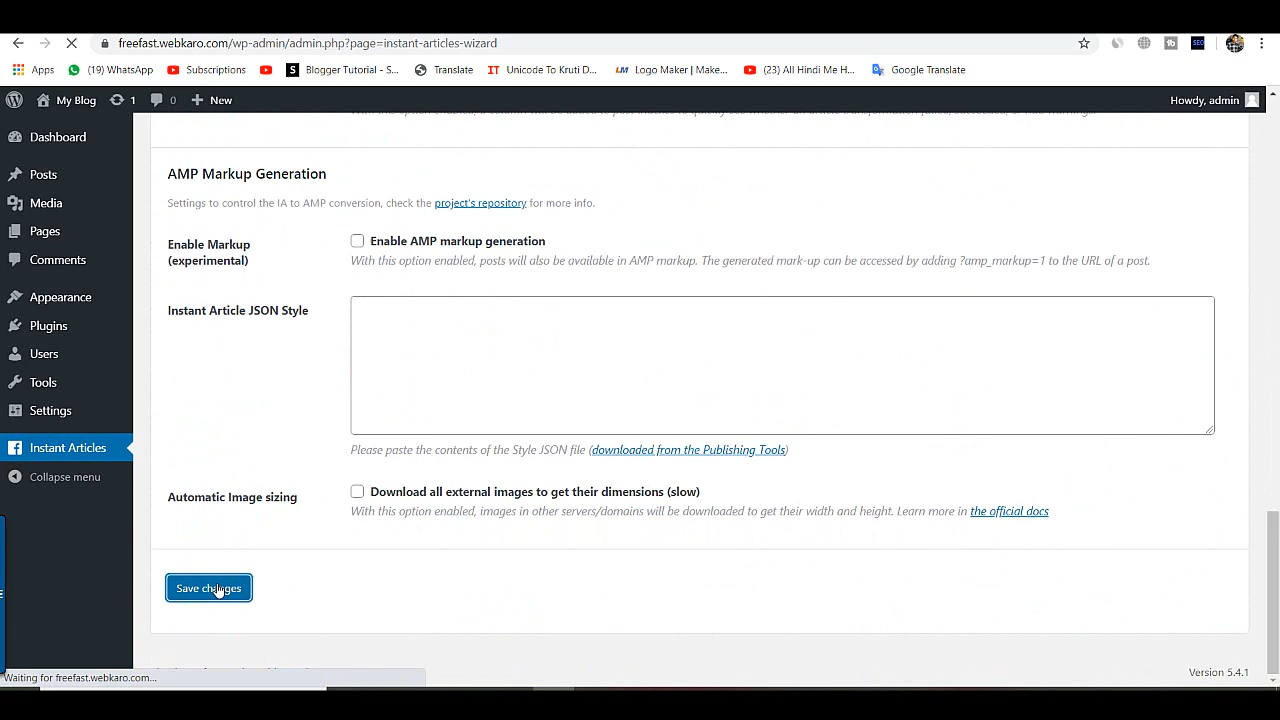 freefast.webkaro.com/wp-admin/admin.php?page=instant-articles-wizard
Apps (19) WhatsApp Subscriptions Blogger Tutorial - S... Translate Unicode To Kruti D... Logo Maker | Make... (23) All Hindi Me H... Google Translate
My Blog 1 0 New Howdy, admin
Dashboard
Posts
Media
Pages
Comments
Appearance
Plugins
Users
Tools
Settings
Instant Articles
Collapse menu
AMP Markup Generation
Settings to control the IA to AMP conversion, check the project's repository for more info.
Enable Markup (experimental)
Enable AMP markup generation
With this option enabled, posts will also be available in AMP markup. The generated mark-up can be accessed by adding ?amp_markup=1 to the URL of a post.
Instant Article JSON Style
Please paste the contents of the Style JSON file (downloaded from the Publishing Tools)
Automatic Image sizing
Download all external images to get their dimensions (slow)
With this option enabled, images in other servers/domains will be downloaded to get their width and height. Learn more in the official docs
Save changes
Version 5.4.1
Waiting for freefast.webkaro.com...